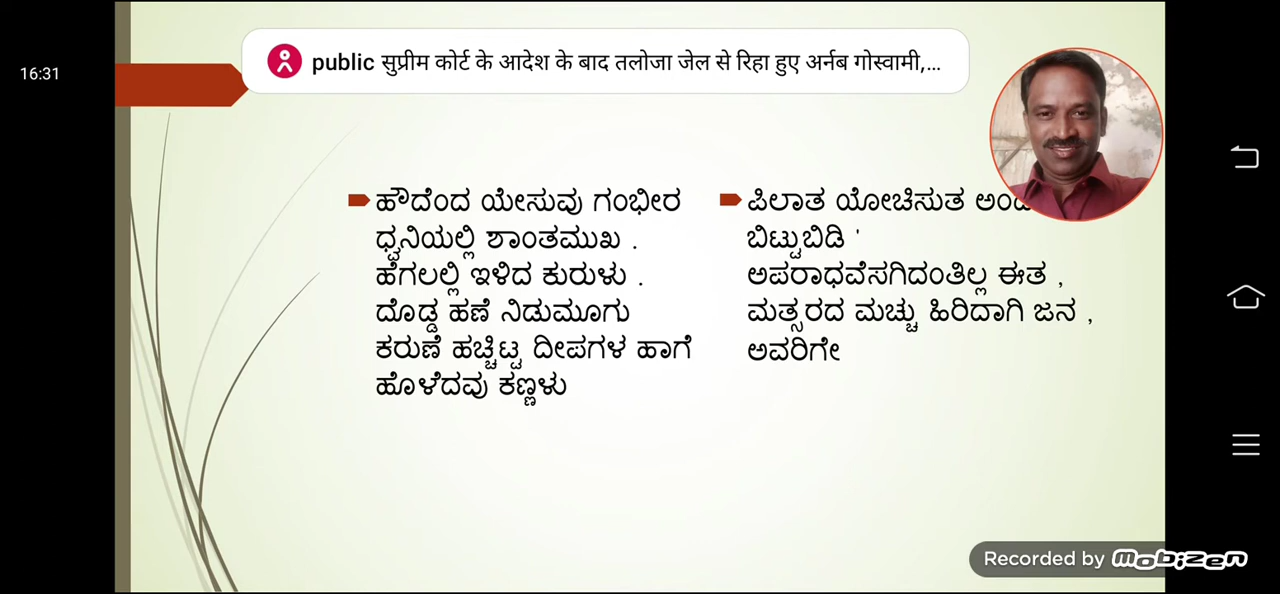 16:31
public सुप्रीम कोर्ट के आदेश के बाद तलोजा जेल से रिहा हुए अर्नब गोस्वामी,...
ಹೌದೆಂದ ಯೇಸುವು ಗಂಭೀರ
ಧ್ವನಿಯಲ್ಲಿ ಶಾಂತಮುಖ .
ಹೆಗಲಲ್ಲಿ ಇಳಿದ ಕುರುಳು .
ದೊಡ್ಡ ಹಣೆ ನಿಡುಮೂಗು
ಕರುಣೆ ಹಚ್ಚಿಟ್ಟ ದೀಪಗಳ ಹಾಗೆ
ಹೊಳೆದವು ಕಣ್ಣಳು
ಪಿಲಾತ ಯೋಚಿಸುತ
ಬಿಟ್ಟುಬಿಡಿ '
ಅಪರಾಧವೆಸಗಿದಂತಿಲ್ಲ ಈತ ,
ಮತ್ಸರದ ಮಚ್ಚು ಹಿರಿದಾಗಿ ಜನ ,
ಅವರಿಗೇ
Recorded by Mobizen